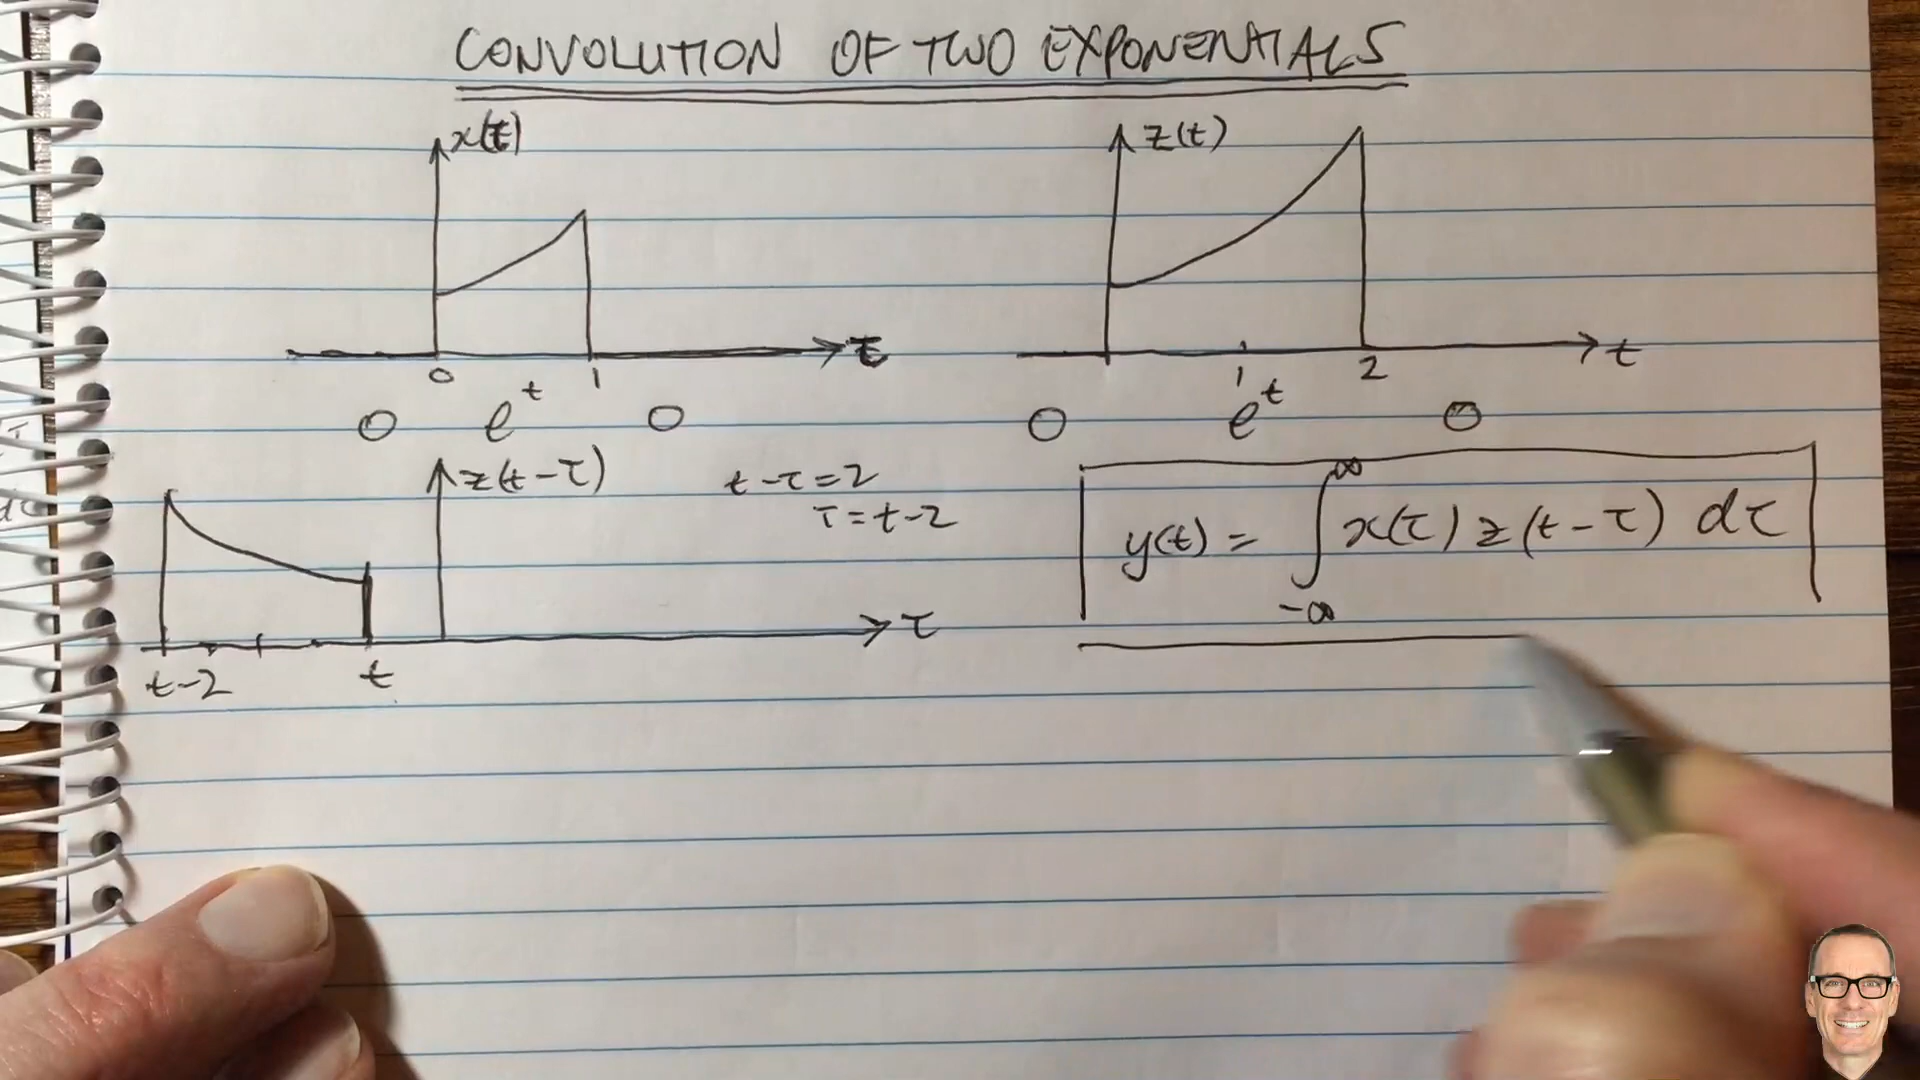 CONVOLUTION OF TWO EXPONENTIALS
x(τ)
τ
0 1
0 e^t 0
z(t)
t
1 2
0 e^t 0
z(t-τ)
t-τ=2
τ=t-2
τ
t-2 t
y(t) = ∫_{-∞}^{∞} x(τ) z(t-τ) dτ